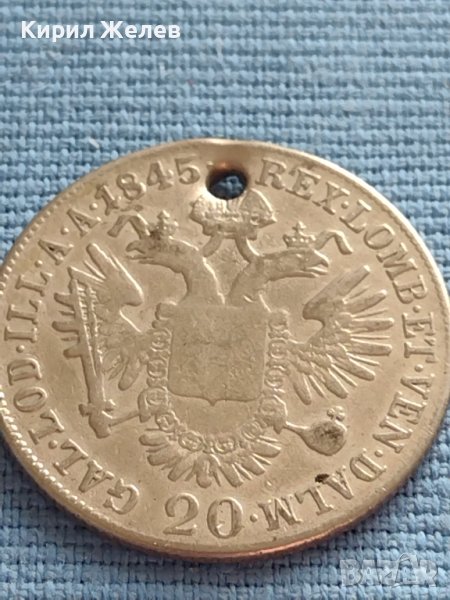 Кирил Желев
REX·LOMB·ET·VEN·DALM·
GAL·LOD·ILL·A·A·1845
20